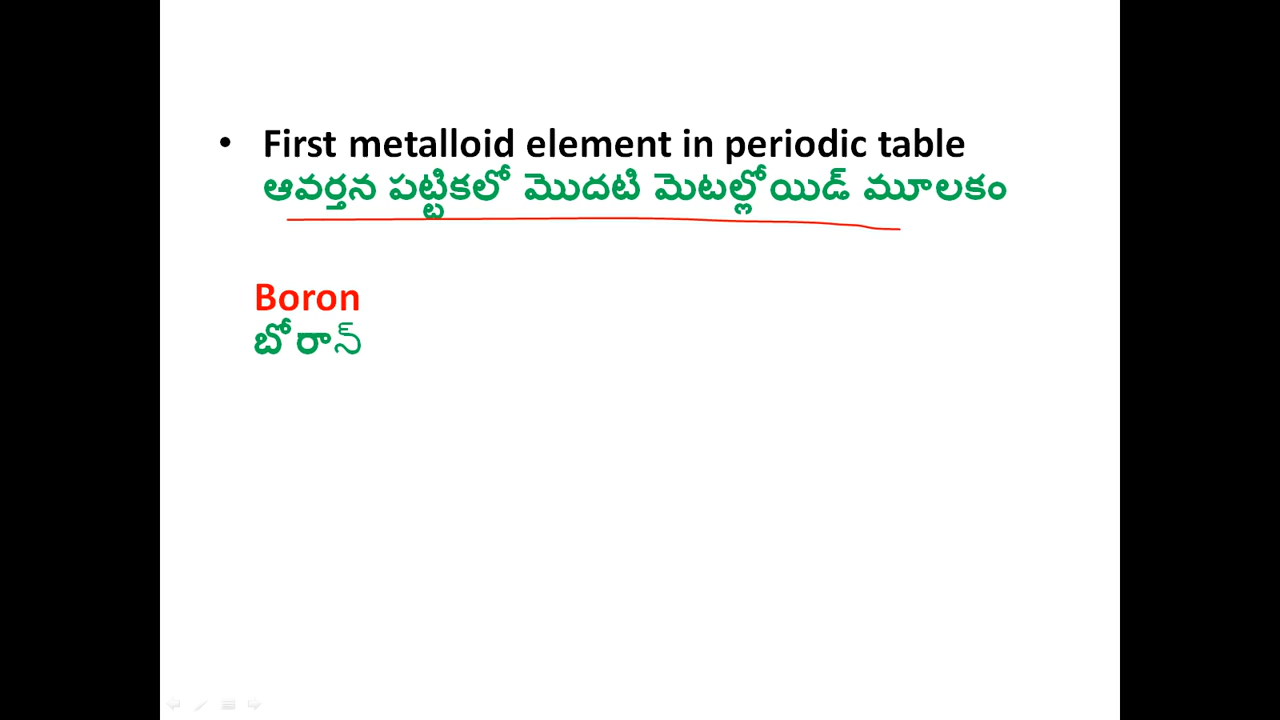 • First metalloid element in periodic table
ఆవర్తన పట్టికలో మొదటి మెటల్లోయిడ్ మూలకం
Boron
బోరాన్